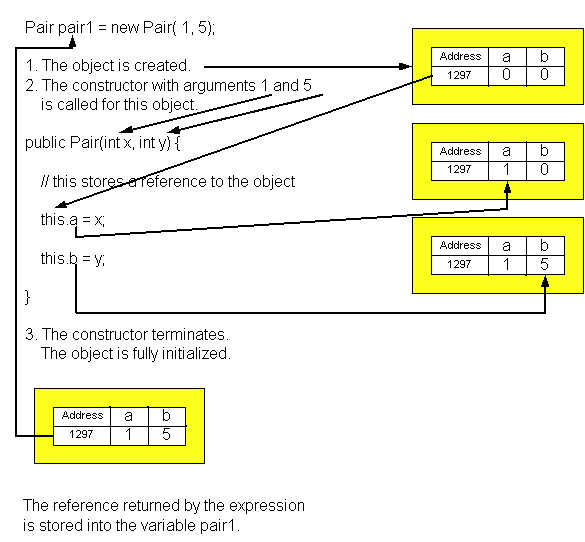 Pair pair1 = new Pair( 1, 5);
1. The object is created.
2. The constructor with arguments 1 and 5
is called for this object.
Address a b
1297 0 0
public Pair(int x, int y) {
Address a b
1297 1 0
// this stores a reference to the object
this.a = x;
this.b = y;
Address a b
1297 1 5
}
3. The constructor terminates.
The object is fully initialized.
Address a b
1297 1 5
The reference returned by the expression
is stored into the variable pair1.